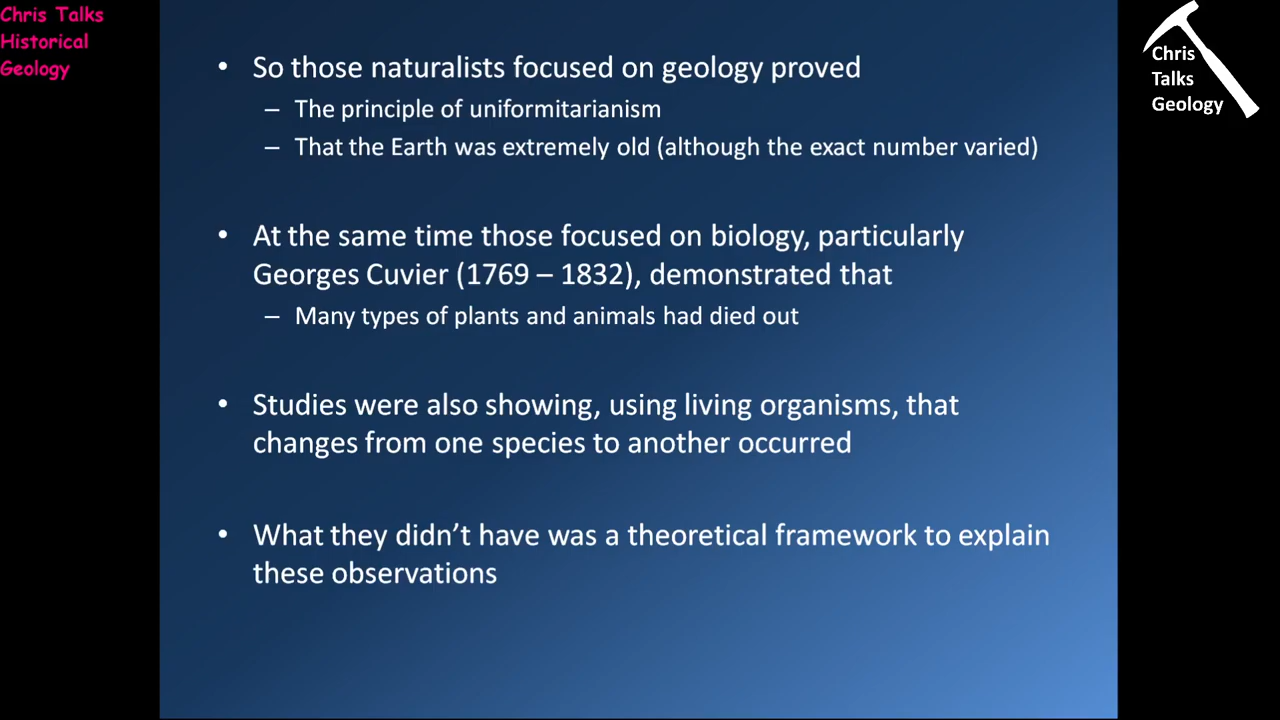 Chris Talks
Historical
Geology
Chris
Talks
Geology
• So those naturalists focused on geology proved
– The principle of uniformitarianism
– That the Earth was extremely old (although the exact number varied)
• At the same time those focused on biology, particularly
Georges Cuvier (1769 – 1832), demonstrated that
– Many types of plants and animals had died out
• Studies were also showing, using living organisms, that
changes from one species to another occurred
• What they didn’t have was a theoretical framework to explain
these observations